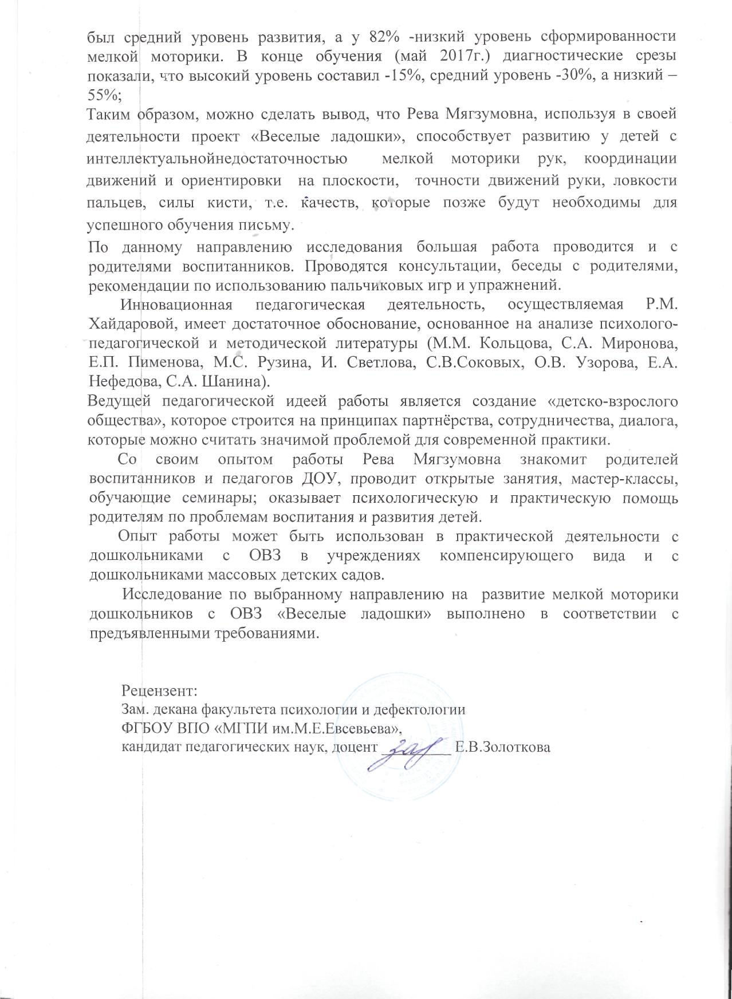 был средний уровень развития, а у 82% -низкий уровень сформированности
мелкой моторики. В конце обучения (май 2017г.) диагностические срезы
показали, что высокий уровень составил -15%, средний уровень -30%, а низкий –
55%;
Таким образом, можно сделать вывод, что Рева Мягзумовна, используя в своей
деятельности проект «Веселые ладошки», способствует развитию у детей с
интеллектуальнойнедостаточностью мелкой моторики рук, координации
движений и ориентировки на плоскости, точности движений руки, ловкости
пальцев, силы кисти, т.е. качеств, которые позже будут необходимы для
успешного обучения письму.
По данному направлению исследования большая работа проводится и с
родителями воспитанников. Проводятся консультации, беседы с родителями,
рекомендации по использованию пальчиковых игр и упражнений.
Инновационная педагогическая деятельность, осуществляемая Р.М.
Хайдаровой, имеет достаточное обоснование, основанное на анализе психолого-
педагогической и методической литературы (М.М. Кольцова, С.А. Миронова,
Е.П. Пименова, М.С. Рузина, И. Светлова, С.В.Соковых, О.В. Узорова, Е.А.
Нефедова, С.А. Шанина).
Ведущей педагогической идеей работы является создание «детско-взрослого
общества», которое строится на принципах партнёрства, сотрудничества, диалога,
которые можно считать значимой проблемой для современной практики.
Со своим опытом работы Рева Мягзумовна знакомит родителей
воспитанников и педагогов ДОУ, проводит открытые занятия, мастер-классы,
обучающие семинары; оказывает психологическую и практическую помощь
родителям по проблемам воспитания и развития детей.
Опыт работы может быть использован в практической деятельности с
дошкольниками с ОВЗ в учреждениях компенсирующего вида и с
дошкольниками массовых детских садов.
Исследование по выбранному направлению на развитие мелкой моторики
дошкольников с ОВЗ «Веселые ладошки» выполнено в соответствии с
предъявленными требованиями.
Рецензент:
Зам. декана факультета психологии и дефектологии
ФГБОУ ВПО «МГПИ им.М.Е.Евсевьева»,
кандидат педагогических наук, доцент _________ Е.В.Золоткова